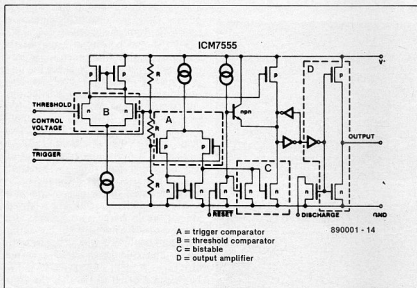 ICM7555
THRESHOLD
CONTROL
VOLTAGE
TRIGGER
A
B
C
D
R
R
R
p
p
p
p
p
p
n
n
n
n
n
n
n
n
n
npn
OUTPUT
RESET
DISCHARGE
GND
890001 - 14
A = trigger comparator
B = threshold comparator
C = bistable
D = output amplifier